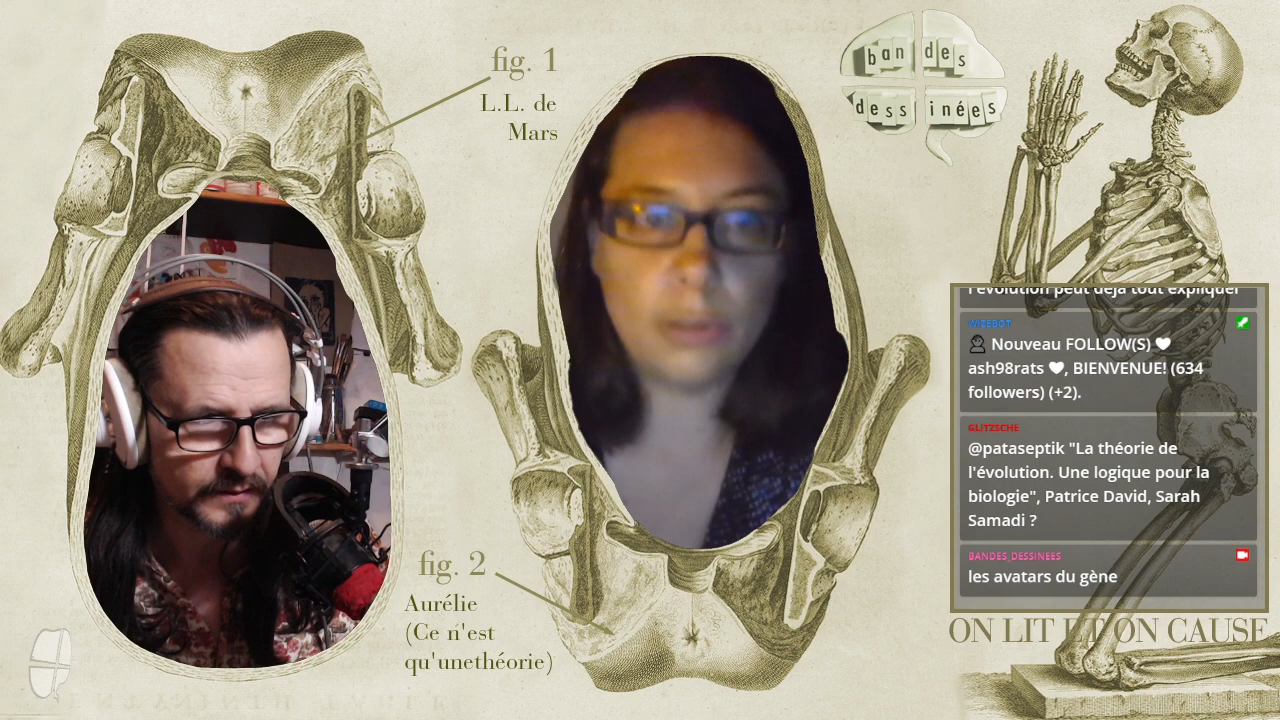 fig. 1
L.L. de
Mars
ban des
dess inées
l'évolution peut déjà tout expliquer
WIZEBOT
Nouveau FOLLOW(S)
ash98rats , BIENVENUE! (634
followers) (+2).
GLITZSCHE
@pataseptik "La théorie de
l'évolution. Une logique pour la
biologie", Patrice David, Sarah
Samadi ?
BANDES_DESSINEES
les avatars du gène
fig. 2
Aurélie
(Ce n'est
qu'unethéorie)
ON LIT ET ON CAUSE